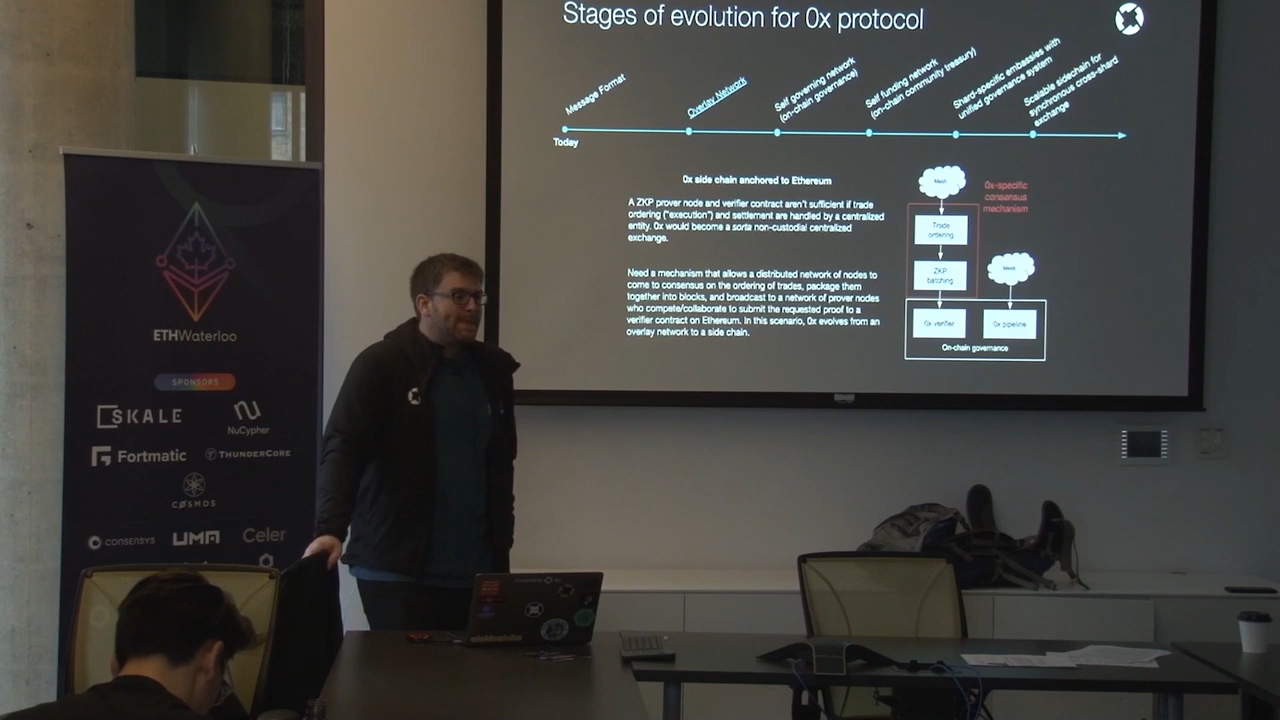 Stages of evolution for 0x protocol
Message Format
Overlay Network
Self governing network
(on-chain governance)
Self funding network
(on-chain community treasury)
Shard-specific embassies with
unified governance system
Scalable sidechain for
synchronous cross-shard
exchange
Today
0x side chain anchored to Ethereum
A ZKP prover node and verifier contract aren't sufficient if trade
ordering ("execution") and settlement are handled by a centralized
entity. 0x would become a sorta non-custodial centralized
exchange.
Need a mechanism that allows a distributed network of nodes to
come to consensus on the ordering of trades, package them
together into blocks, and broadcast to a network of prover nodes
who compete/collaborate to submit the requested proof to a
verifier contract on Ethereum. In this scenario, 0x evolves from an
overlay network to a side chain.
Mesh
0x-specific
consensus
mechanism
Trade
ordering
ZKP
batching
Mesh
0x verifier
0x pipeline
On-chain governance
ETHWaterloo
SPONSORS
SKALE
NuCypher
Fortmatic
THUNDERCORE
COSMOS
CONSENSYS
UMA
Celer